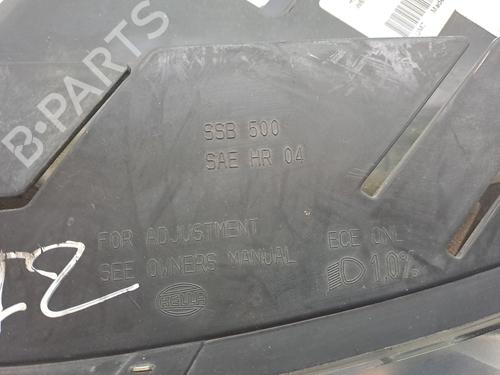 B-PARTS
SSB 500
SAE HR 04
FOR ADJUSTMENT
SEE OWNERS MANUAL
ECE ONL
1,0%
HELLA